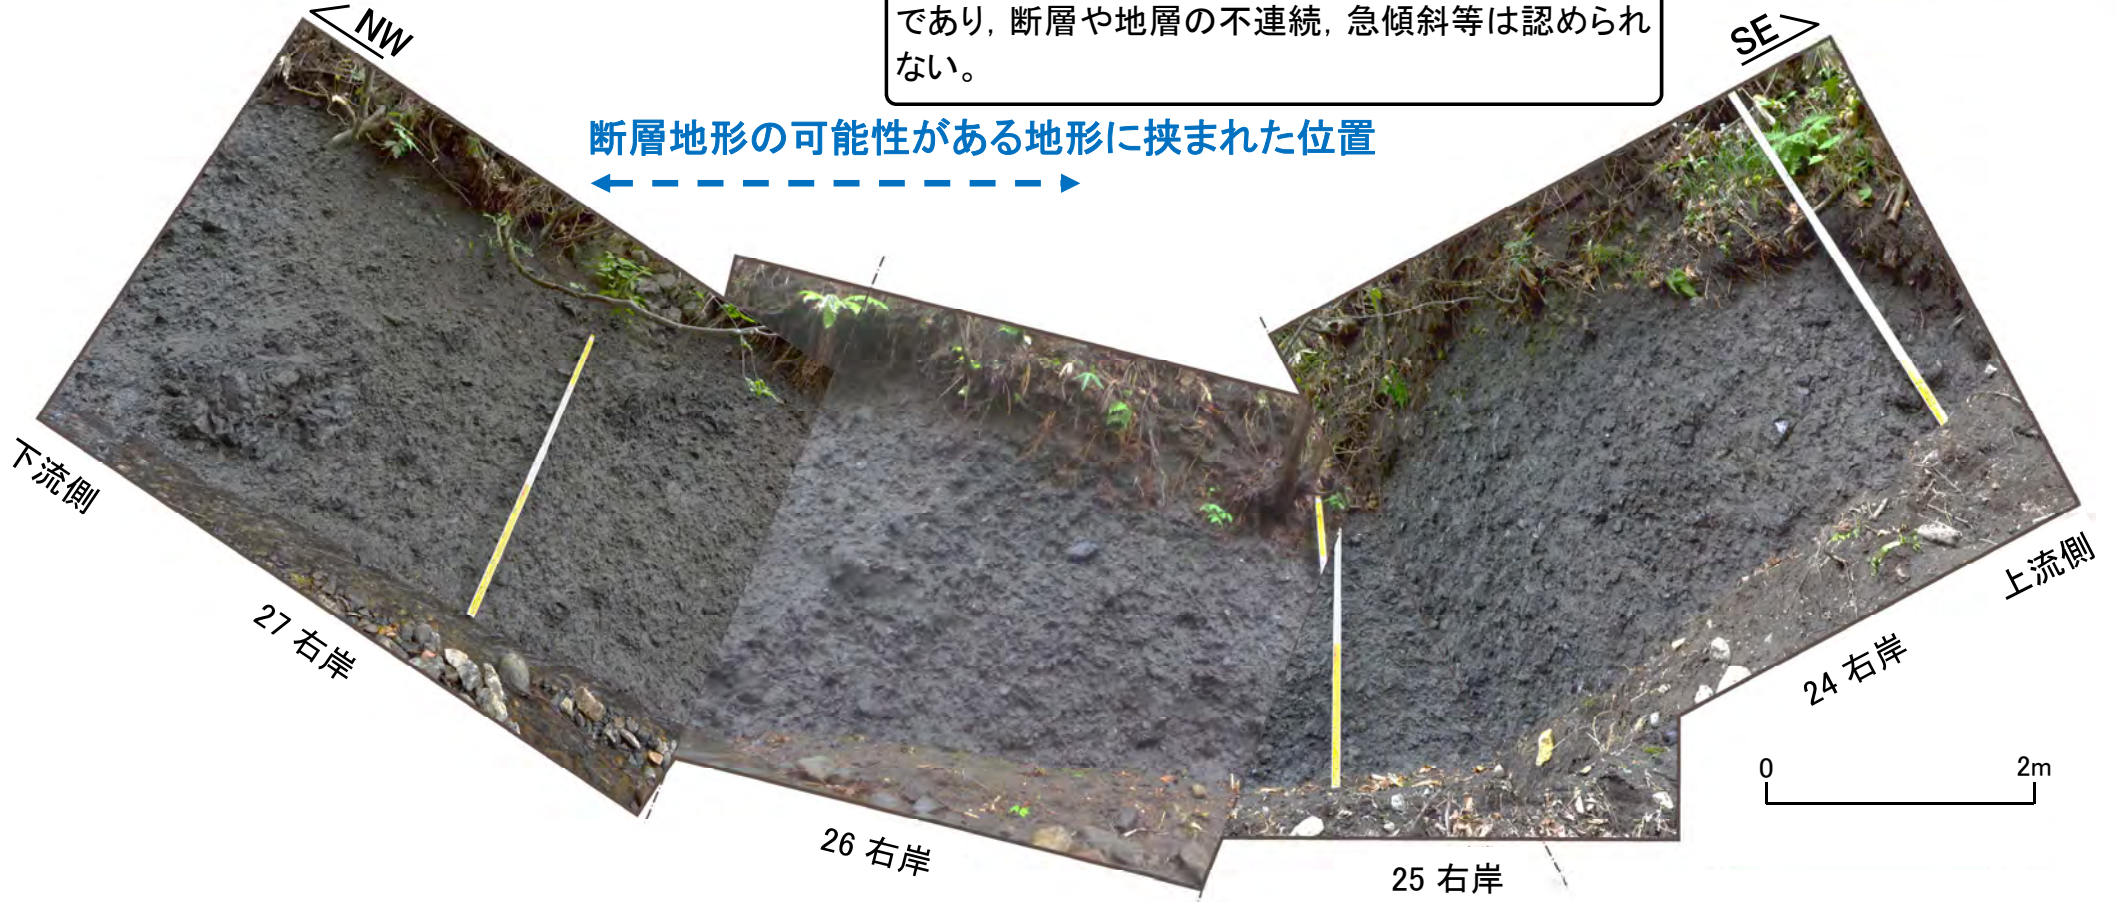 であり，断層や地層の不連続，急傾斜等は認められ
ない。
NW
SE
断層地形の可能性がある地形に挟まれた位置
下流側
上流側
27 右岸
26 右岸
25 右岸
24 右岸
0 2m